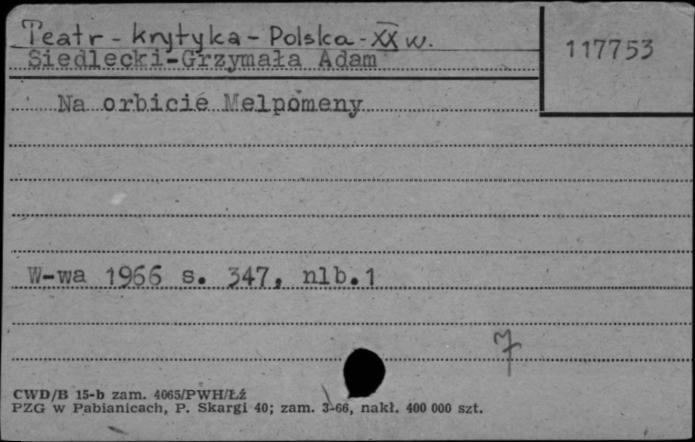 Teatr - krytyka - Polska - XX w.
Siedlecki-Grzymała Adam
117753
Na orbicie Melpomeny
W-wa 1966 s. 347, nlb.1
7
CWD/B 15-b zam. 4065/PWH/Łź
PZG w Pabianicach, P. Skargi 40; zam. 3-66, nakł. 400 000 szt.